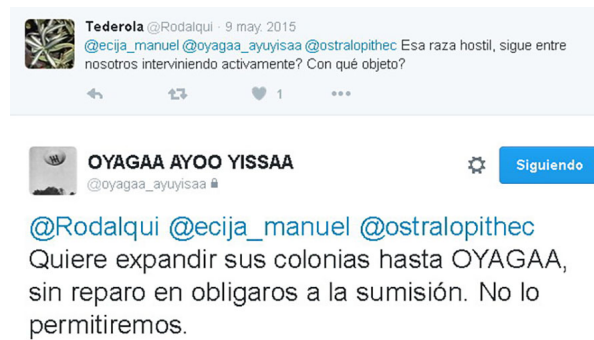 Tederola @Rodalqui · 9 may. 2015
@ecija_manuel @oyagaa_ayuyisaa @ostralopithec Esa raza hostil, sigue entre
nosotros interviniendo activamente? Con qué objeto?
1
OYAGAA AYOO YISSAA
@oyagaa_ayuyisaa
Siguiendo
@Rodalqui @ecija_manuel @ostralopithec
Quiere expandir sus colonias hasta OYAGAA,
sin reparo en obligaros a la sumisión. No lo
permitiremos.